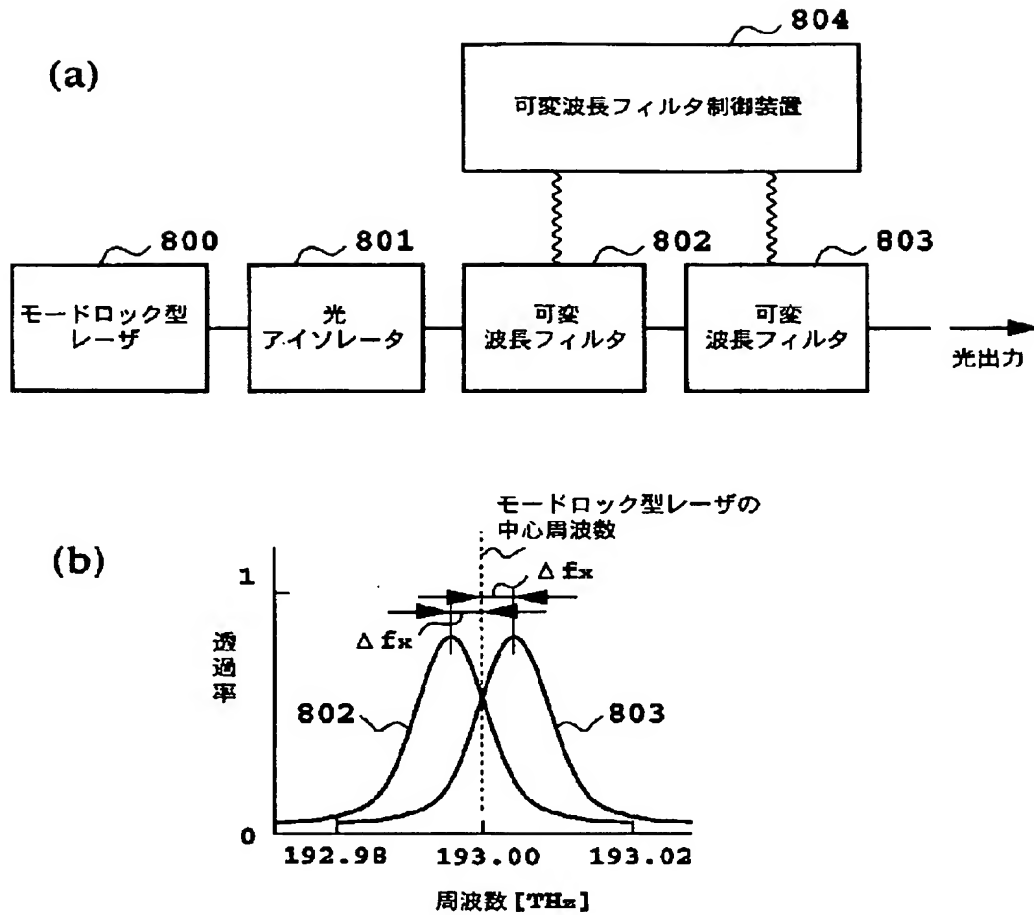 (a)
804
可変波長フィルタ制御装置
800
801
802
803
モードロック型
レーザ
光
アイソレータ
可変
波長フィルタ
可変
波長フィルタ
光出力
(b)
モードロック型レーザの
中心周波数
Δfx
Δfx
1
透過率
802
803
0
192.98
193.00
193.02
周波数[THz]